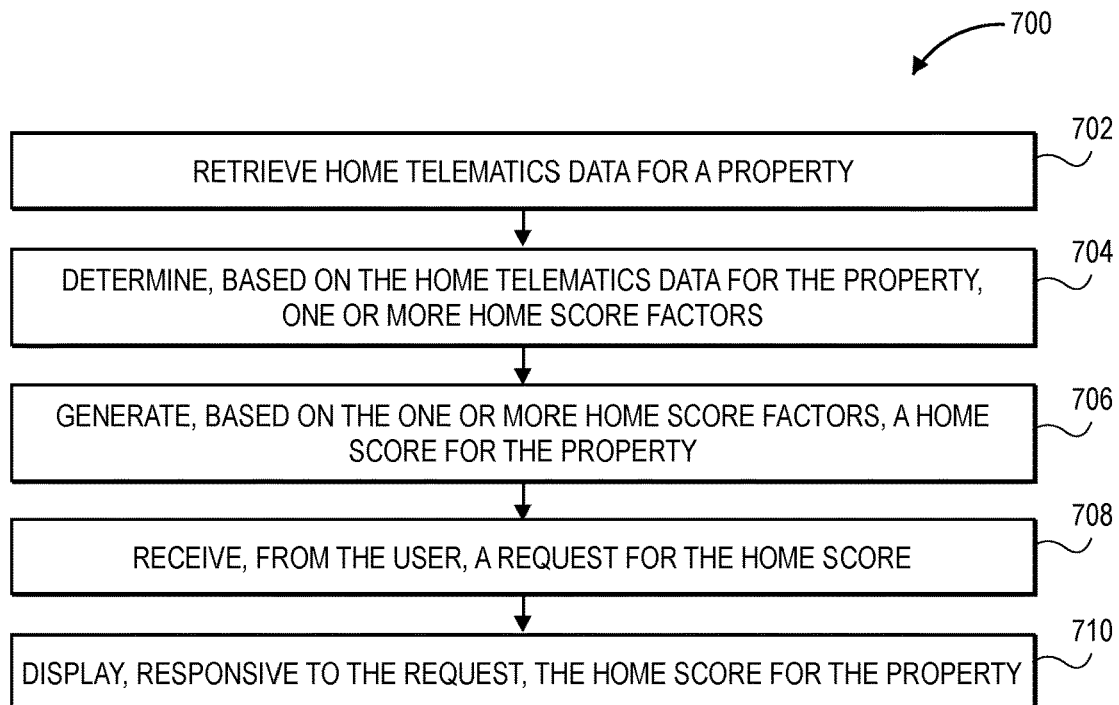 700
702
RETRIEVE HOME TELEMATICS DATA FOR A PROPERTY
704
DETERMINE, BASED ON THE HOME TELEMATICS DATA FOR THE PROPERTY,
ONE OR MORE HOME SCORE FACTORS
706
GENERATE, BASED ON THE ONE OR MORE HOME SCORE FACTORS, A HOME
SCORE FOR THE PROPERTY
708
RECEIVE, FROM THE USER, A REQUEST FOR THE HOME SCORE
710
DISPLAY, RESPONSIVE TO THE REQUEST, THE HOME SCORE FOR THE PROPERTY